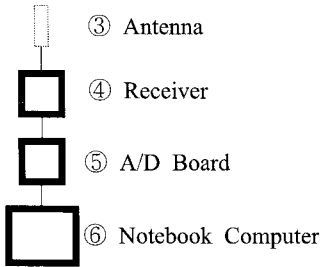 ③ Antenna
④ Receiver
⑤ A/D Board
⑥ Notebook Computer